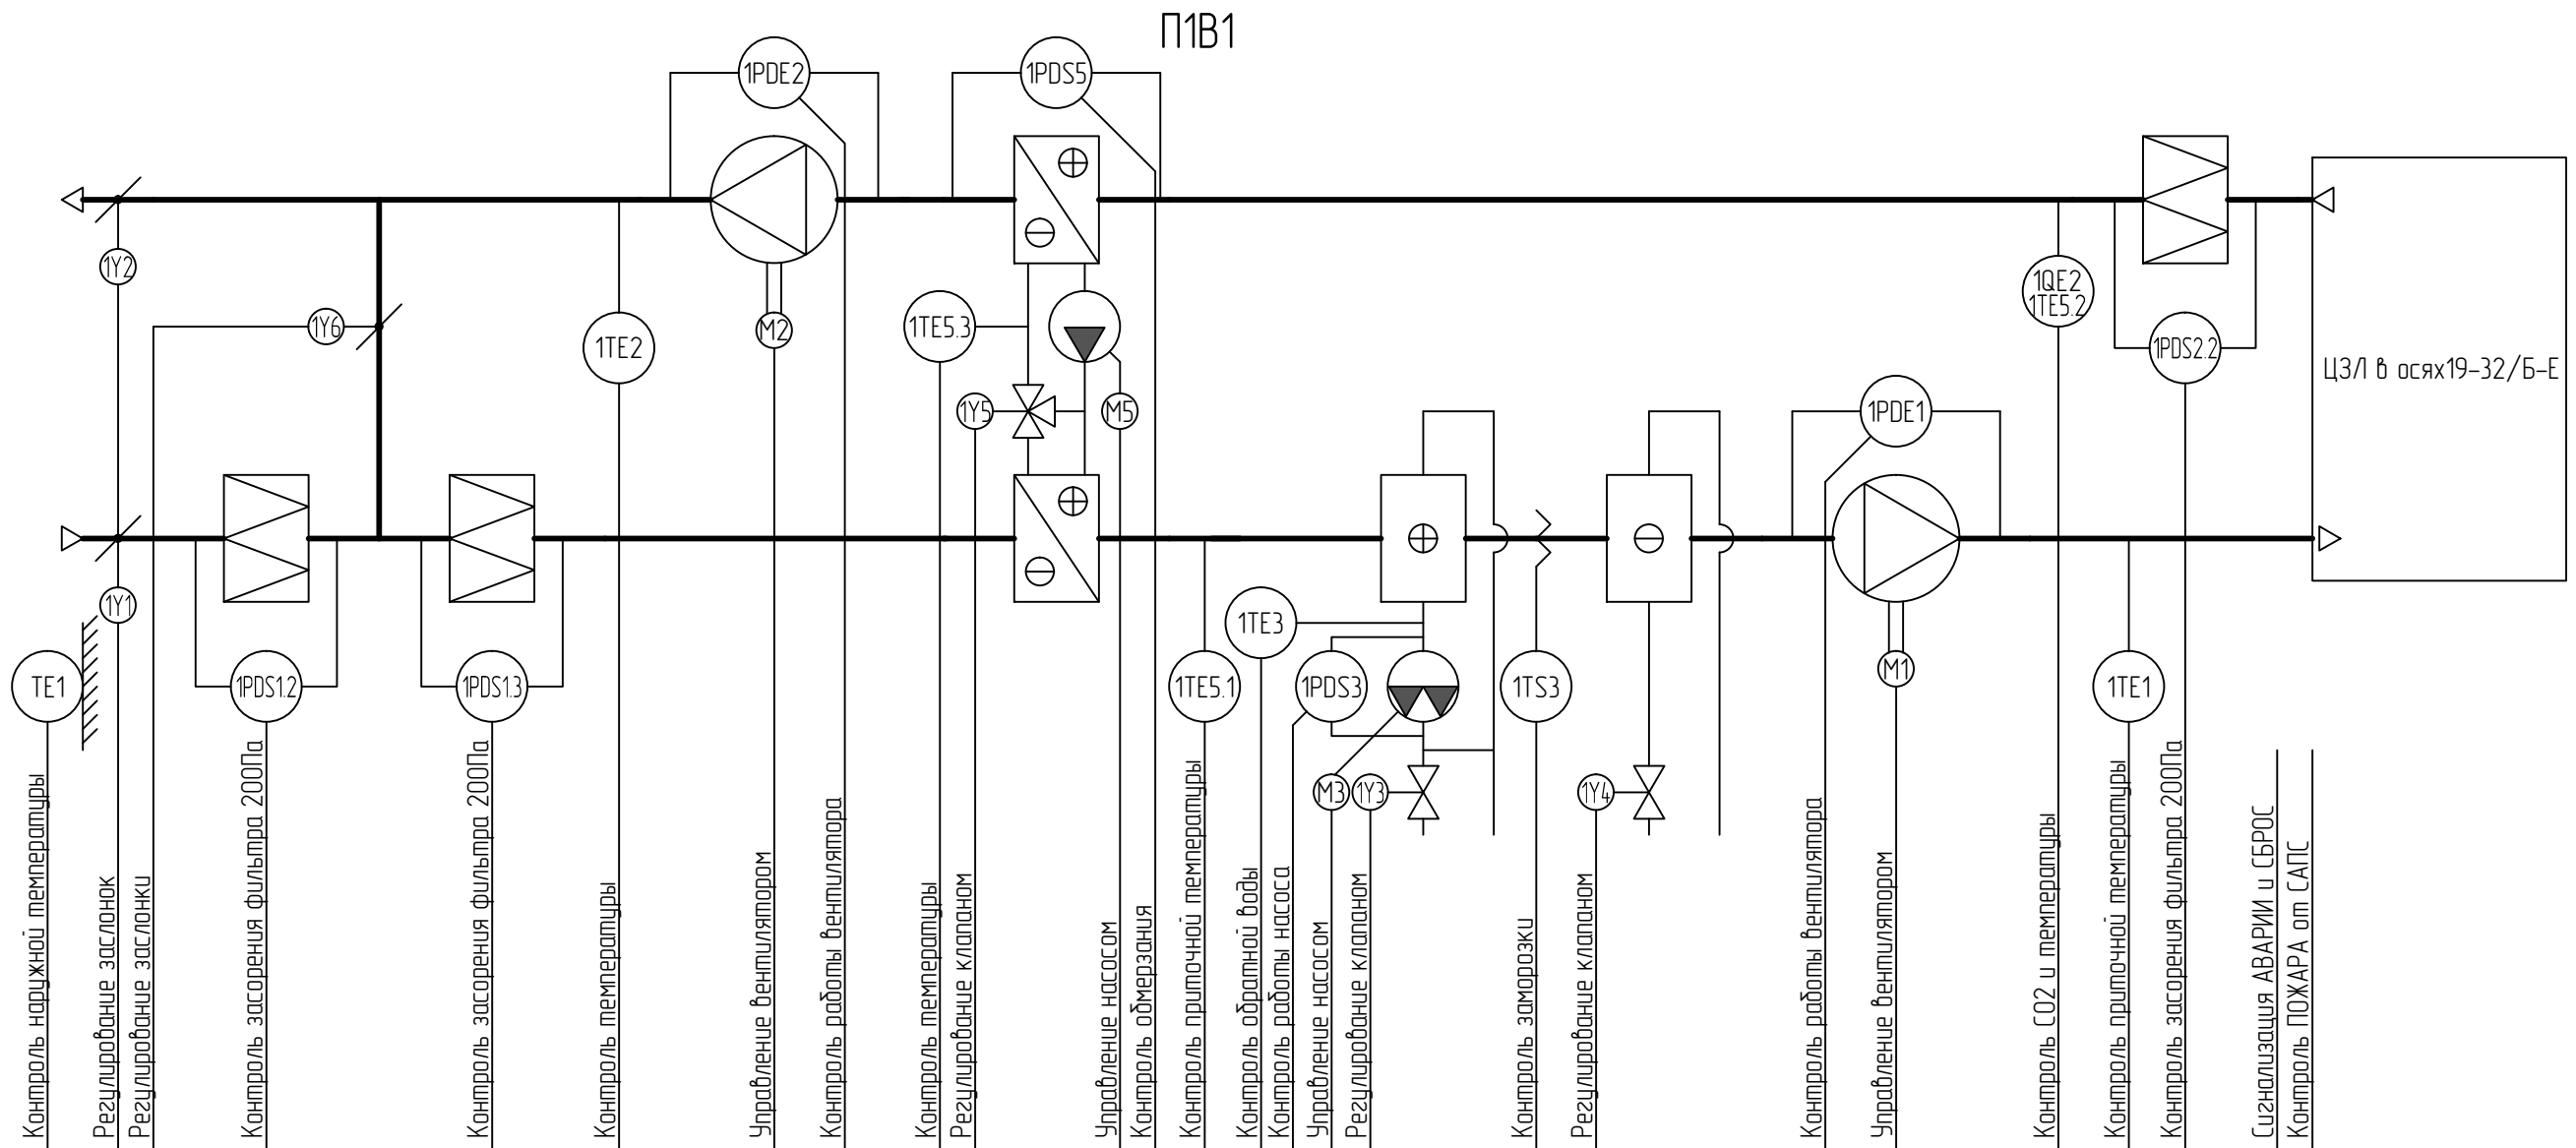 П1В1
1PDE2
1PDS5
1Y2
1Y6
1TE2
M2
1TE5.3
1QE2
1TE5.2
1PDS2.2
ЦЗЛ в осях19-32/Б-Е
1Y5
M5
1PDE1
1Y1
1TE3
TE1
1PDS1.2
1PDS1.3
1TE5.1
1PDS3
1TS3
M1
1TE1
M3
1Y3
1Y4
Контроль наружной температуры
Регулирование заслонок
Регулирование заслонки
Контроль засорения фильтра 200Па
Контроль засорения фильтра 200Па
Контроль температуры
Управление вентилятором
Контроль работы вентилятора
Контроль температуры
Регулирование клапаном
Управление насосом
Контроль обмерзания
Контроль приточной температуры
Контроль обратной воды
Контроль работы насоса
Управление насосом
Регулирование клапаном
Контроль заморозки
Регулирование клапаном
Контроль работы вентилятора
Управление вентилятором
Контроль СО2 и температуры
Контроль приточной температуры
Контроль засорения фильтра 200Па
Сигнализация АВАРИИ и СБРОС
Контроль ПОЖАРА от САПС